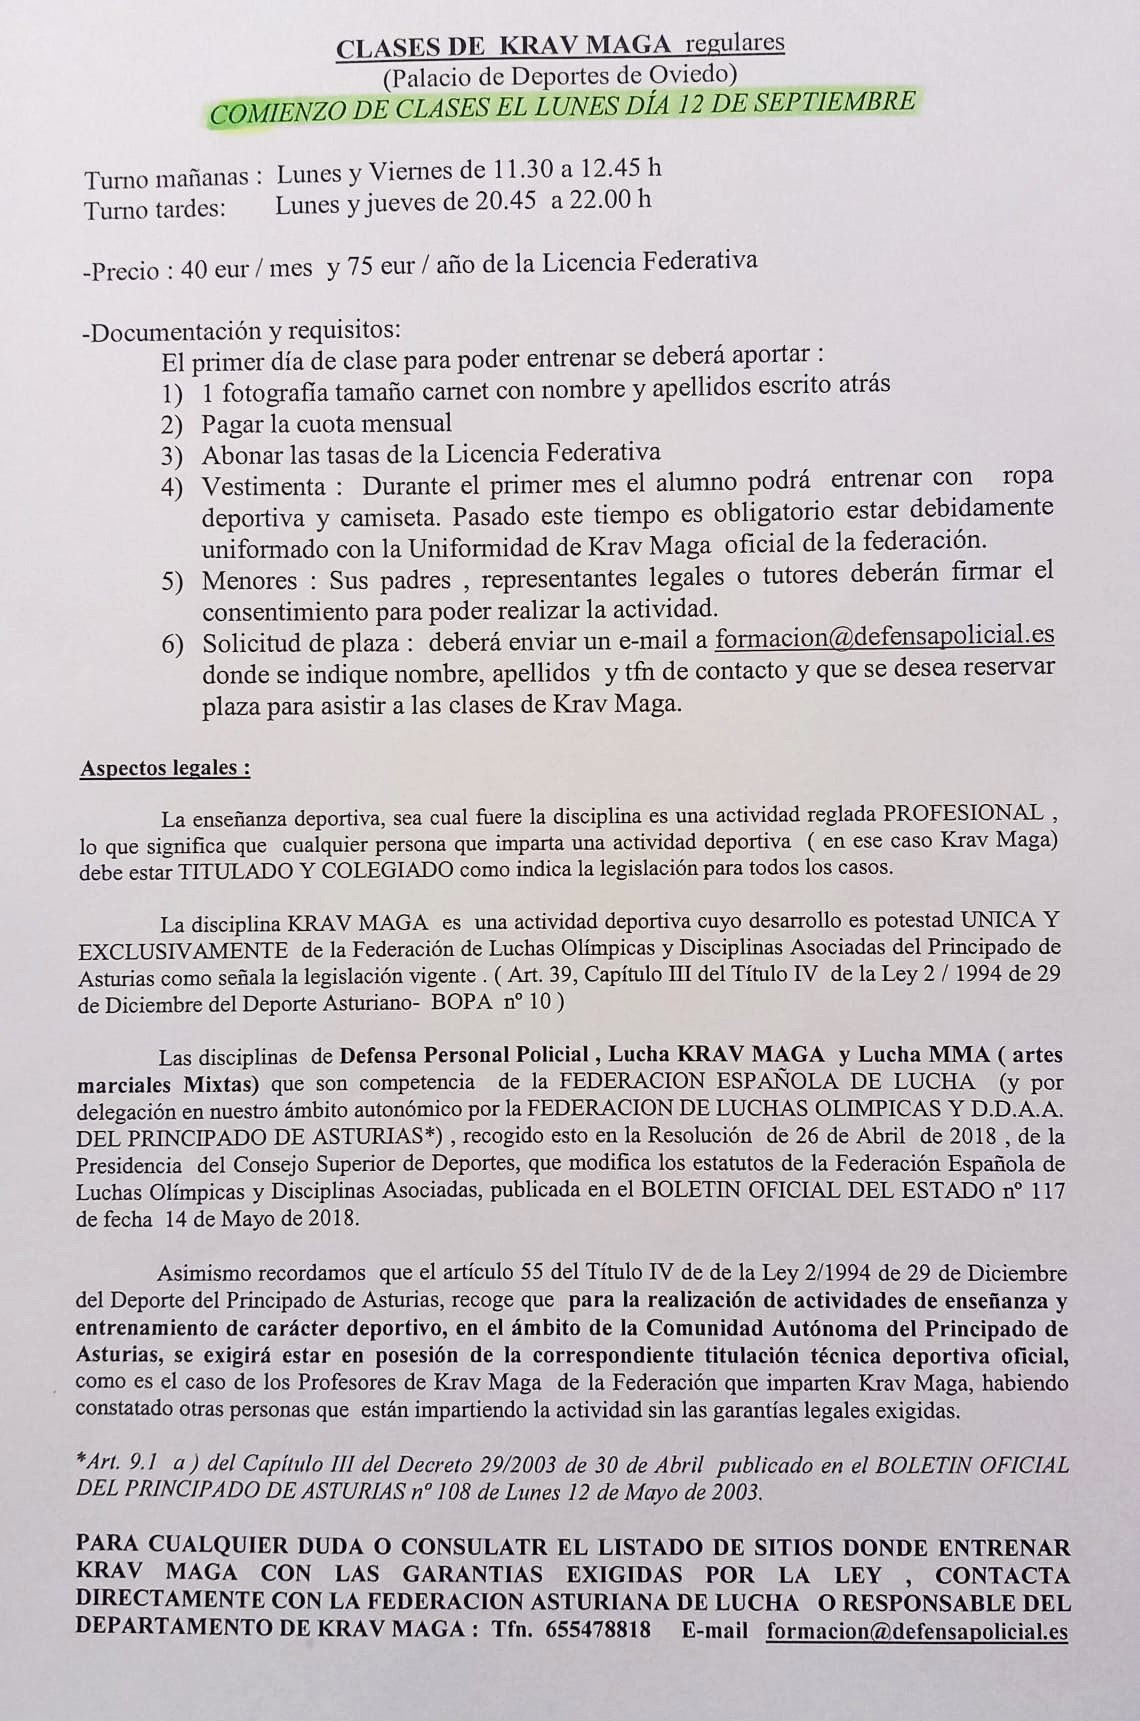 CLASES DE KRAV MAGA regulares
(Palacio de Deportes de Oviedo)
COMIENZO DE CLASES EL LUNES DÍA 12 DE SEPTIEMBRE
Turno mañanas : Lunes y Viernes de 11.30 a 12.45 h
Turno tardes: Lunes y jueves de 20.45 a 22.00 h
-Precio : 40 eur / mes y 75 eur / año de la Licencia Federativa
-Documentación y requisitos:
El primer día de clase para poder entrenar se deberá aportar :
1) 1 fotografía tamaño carnet con nombre y apellidos escrito atrás
2) Pagar la cuota mensual
3) Abonar las tasas de la Licencia Federativa
4) Vestimenta : Durante el primer mes el alumno podrá entrenar con ropa
deportiva y camiseta. Pasado este tiempo es obligatorio estar debidamente
uniformado con la Uniformidad de Krav Maga oficial de la federación.
5) Menores : Sus padres , representantes legales o tutores deberán firmar el
consentimiento para poder realizar la actividad.
6) Solicitud de plaza : deberá enviar un e-mail a formacion@defensapolicial.es
donde se indique nombre, apellidos y tfn de contacto y que se desea reservar
plaza para asistir a las clases de Krav Maga.
Aspectos legales :
La enseñanza deportiva, sea cual fuere la disciplina es una actividad reglada PROFESIONAL ,
lo que significa que cualquier persona que imparta una actividad deportiva ( en ese caso Krav Maga)
debe estar TITULADO Y COLEGIADO como indica la legislación para todos los casos.
La disciplina KRAV MAGA es una actividad deportiva cuyo desarrollo es potestad UNICA Y
EXCLUSIVAMENTE de la Federación de Luchas Olímpicas y Disciplinas Asociadas del Principado de
Asturias como señala la legislación vigente . ( Art. 39, Capítulo III del Título IV de la Ley 2 / 1994 de 29
de Diciembre del Deporte Asturiano- BOPA nº 10 )
Las disciplinas de Defensa Personal Policial , Lucha KRAV MAGA y Lucha MMA ( artes
marciales Mixtas) que son competencia de la FEDERACION ESPAÑOLA DE LUCHA (y por
delegación en nuestro ámbito autonómico por la FEDERACION DE LUCHAS OLIMPICAS Y D.D.A.A.
DEL PRINCIPADO DE ASTURIAS*) , recogido esto en la Resolución de 26 de Abril de 2018 , de la
Presidencia del Consejo Superior de Deportes, que modifica los estatutos de la Federación Española de
Luchas Olímpicas y Disciplinas Asociadas, publicada en el BOLETIN OFICIAL DEL ESTADO nº 117
de fecha 14 de Mayo de 2018.
Asimismo recordamos que el artículo 55 del Título IV de de la Ley 2/1994 de 29 de Diciembre
del Deporte del Principado de Asturias, recoge que para la realización de actividades de enseñanza y
entrenamiento de carácter deportivo, en el ámbito de la Comunidad Autónoma del Principado de
Asturias, se exigirá estar en posesión de la correspondiente titulación técnica deportiva oficial,
como es el caso de los Profesores de Krav Maga de la Federación que imparten Krav Maga, habiendo
constatado otras personas que están impartiendo la actividad sin las garantías legales exigidas.
*Art. 9.1 a ) del Capítulo III del Decreto 29/2003 de 30 de Abril publicado en el BOLETIN OFICIAL
DEL PRINCIPADO DE ASTURIAS nº 108 de Lunes 12 de Mayo de 2003.
PARA CUALQUIER DUDA O CONSULATR EL LISTADO DE SITIOS DONDE ENTRENAR
KRAV MAGA CON LAS GARANTIAS EXIGIDAS POR LA LEY , CONTACTA
DIRECTAMENTE CON LA FEDERACION ASTURIANA DE LUCHA O RESPONSABLE DEL
DEPARTAMENTO DE KRAV MAGA : Tfn. 655478818 E-mail formacion@defensapolicial.es